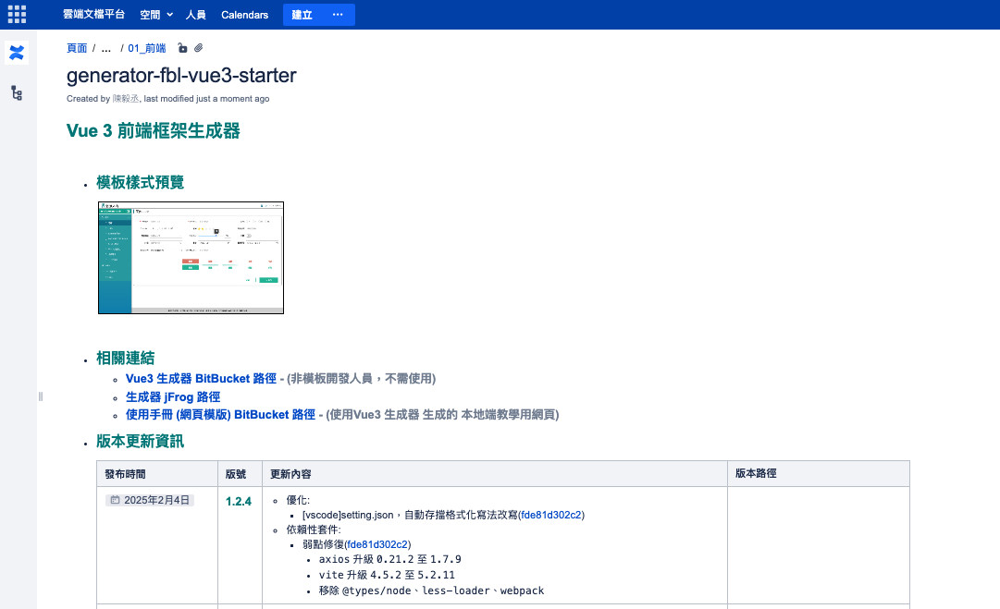 雲端文檔平台 空間 人員 Calendars 建立 ···
頁面 / ... / 01_前端
generator-fbl-vue3-starter
Created by 陳毅丞, last modified just a moment ago
Vue 3 前端框架生成器
模板樣式預覽
相關連結
Vue3 生成器 BitBucket 路徑 - (非模板開發人員，不需使用)
生成器 jFrog 路徑
使用手冊 (網頁模版) BitBucket 路徑 - (使用Vue3 生成器 生成的 本地端教學用網頁)
版本更新資訊
發布時間 版號 更新內容 版本路徑
2025年2月4日 1.2.4
優化:
[vscode]setting.json，自動存擋格式化寫法改寫(fde81d302c2)
依賴性套件:
弱點修復(fde81d302c2)
axios 升級 0.21.2 至 1.7.9
vite 升級 4.5.2 至 5.2.11
移除 @types/node、less-loader、webpack